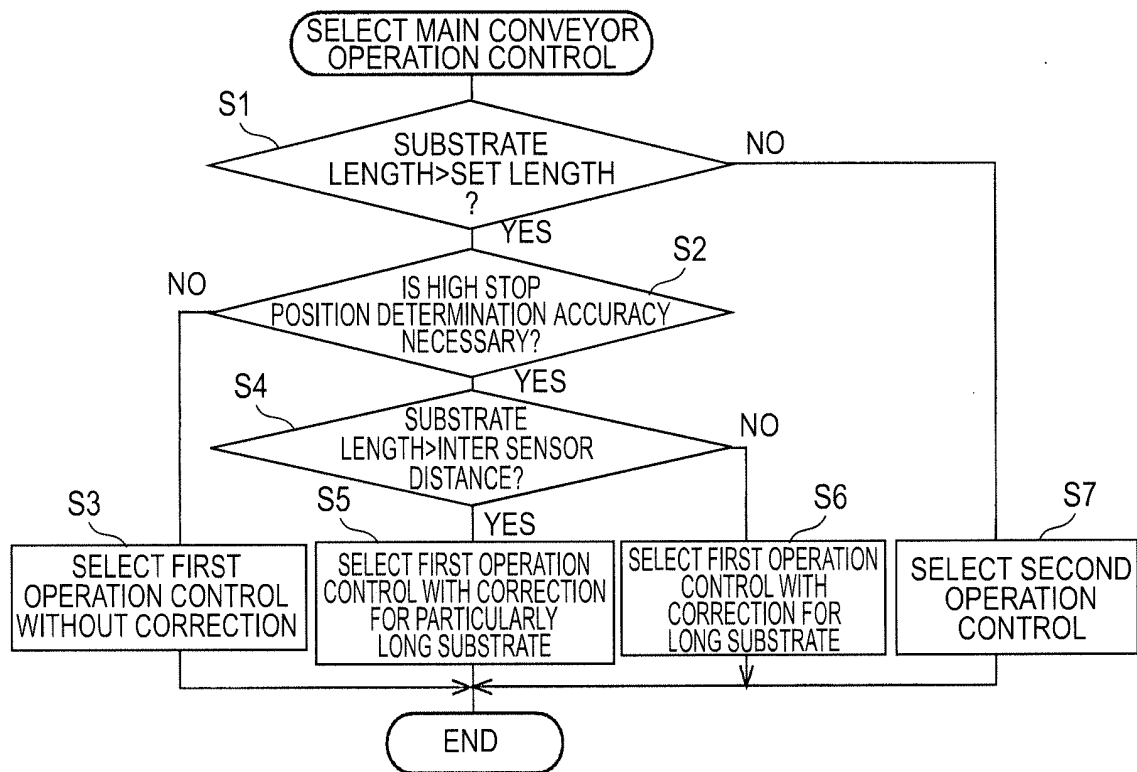 SELECT MAIN CONVEYOR
OPERATION CONTROL
S1
SUBSTRATE
LENGTH>SET LENGTH
?
NO
YES
S2
NO
IS HIGH STOP
POSITION DETERMINATION ACCURACY
NECESSARY?
YES
S4
SUBSTRATE
LENGTH>INTER SENSOR
DISTANCE?
NO
YES
S3
SELECT FIRST
OPERATION CONTROL
WITHOUT CORRECTION
S5
SELECT FIRST OPERATION
CONTROL WITH CORRECTION
FOR PARTICULARLY
LONG SUBSTRATE
S6
SELECT FIRST OPERATION
CONTROL WITH
CORRECTION FOR
LONG SUBSTRATE
S7
SELECT SECOND
OPERATION
CONTROL
END